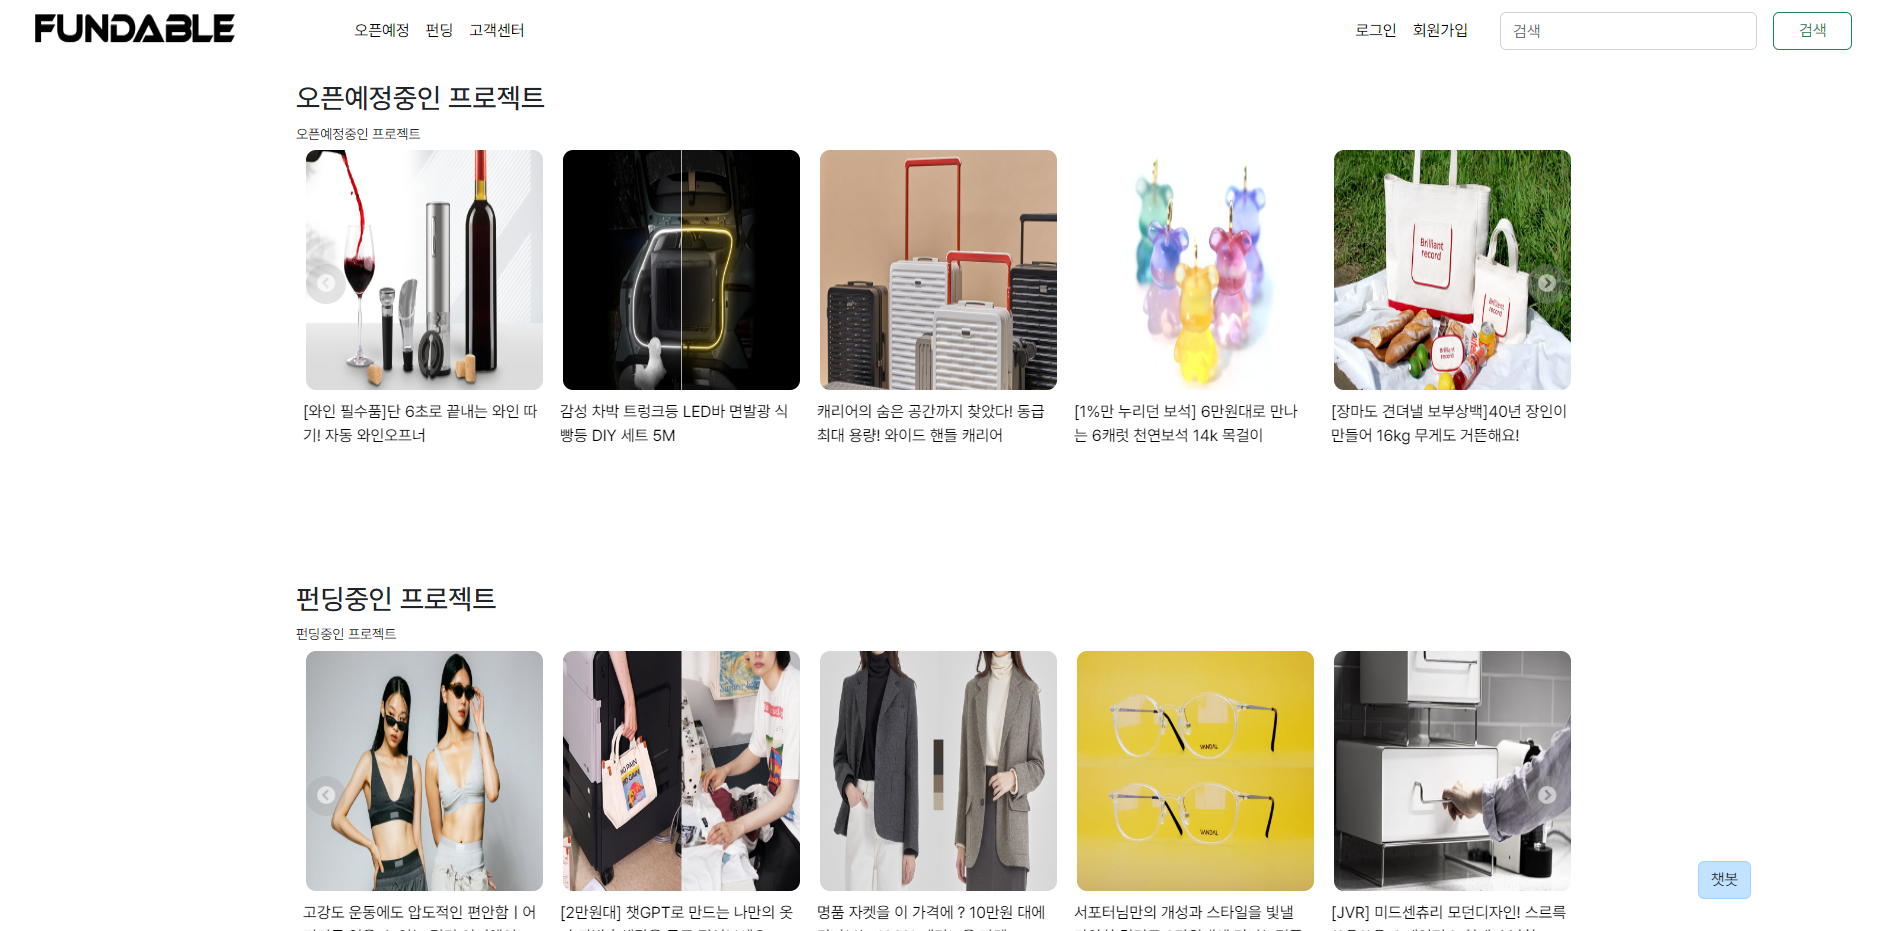 FUNDABLE
오픈예정 펀딩 고객센터
로그인 회원가입 검색 검색
오픈예정중인 프로젝트
오픈예정중인 프로젝트
Brilliant
record
Brilliant
record
Brilliant
record
[와인 필수품]단 6초로 끝내는 와인 따
기! 자동 와인오프너
감성 차박 트렁크등 LED바 면발광 식
빵등 DIY 세트 5M
캐리어의 숨은 공간까지 찾았다! 동급
최대 용량! 와이드 핸들 캐리어
[1%만 누리던 보석] 6만원대로 만나
는 6캐럿 천연보석 14k 목걸이
[장마도 견뎌낼 보부상백]40년 장인이
만들어 16kg 무게도 거뜬해요!
펀딩중인 프로젝트
펀딩중인 프로젝트
NO PAIN
NO GAIN
VANDAL
VANDAL
챗봇
고강도 운동에도 압도적인 편안함 | 어
[2만원대] 챗GPT로 만드는 나만의 옷
명품 자켓을 이 가격에 ? 10만원 대에
서포터님만의 개성과 스타일을 빛낼
[JVR] 미드센츄리 모던디자인! 스르륵